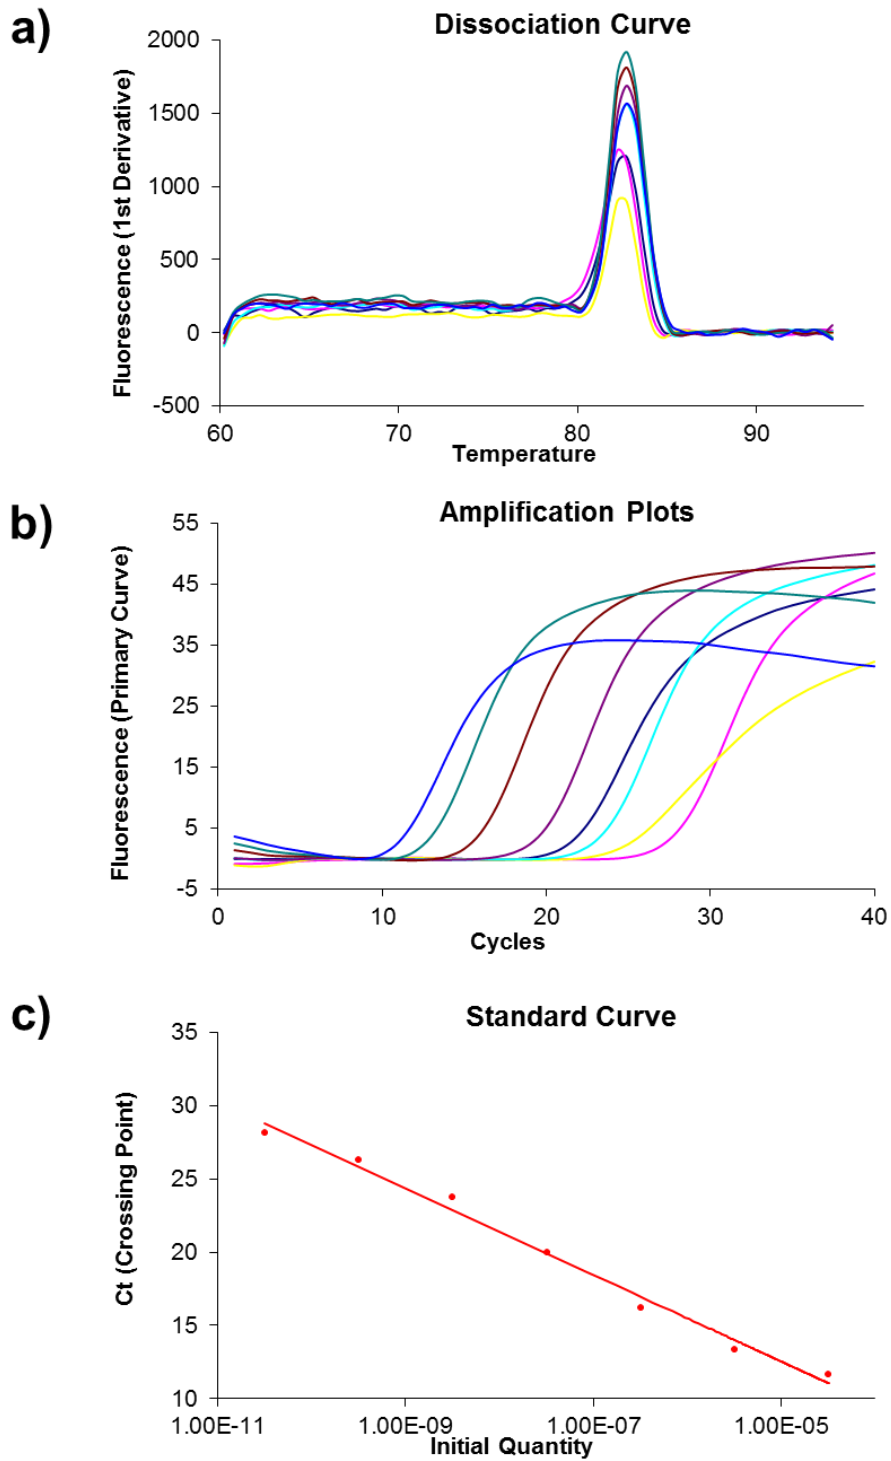 a)
Dissociation Curve
Fluorescence (1st Derivative)
2000
1500
1000
500
0
-500
60 70 80 90
Temperature
b)
Amplification Plots
Fluorescence (Primary Curve)
55
45
35
25
15
5
-5
0 10 20 30 40
Cycles
c)
Standard Curve
Ct (Crossing Point)
35
30
25
20
15
10
1.00E-11 1.00E-09 1.00E-07 1.00E-05
Initial Quantity